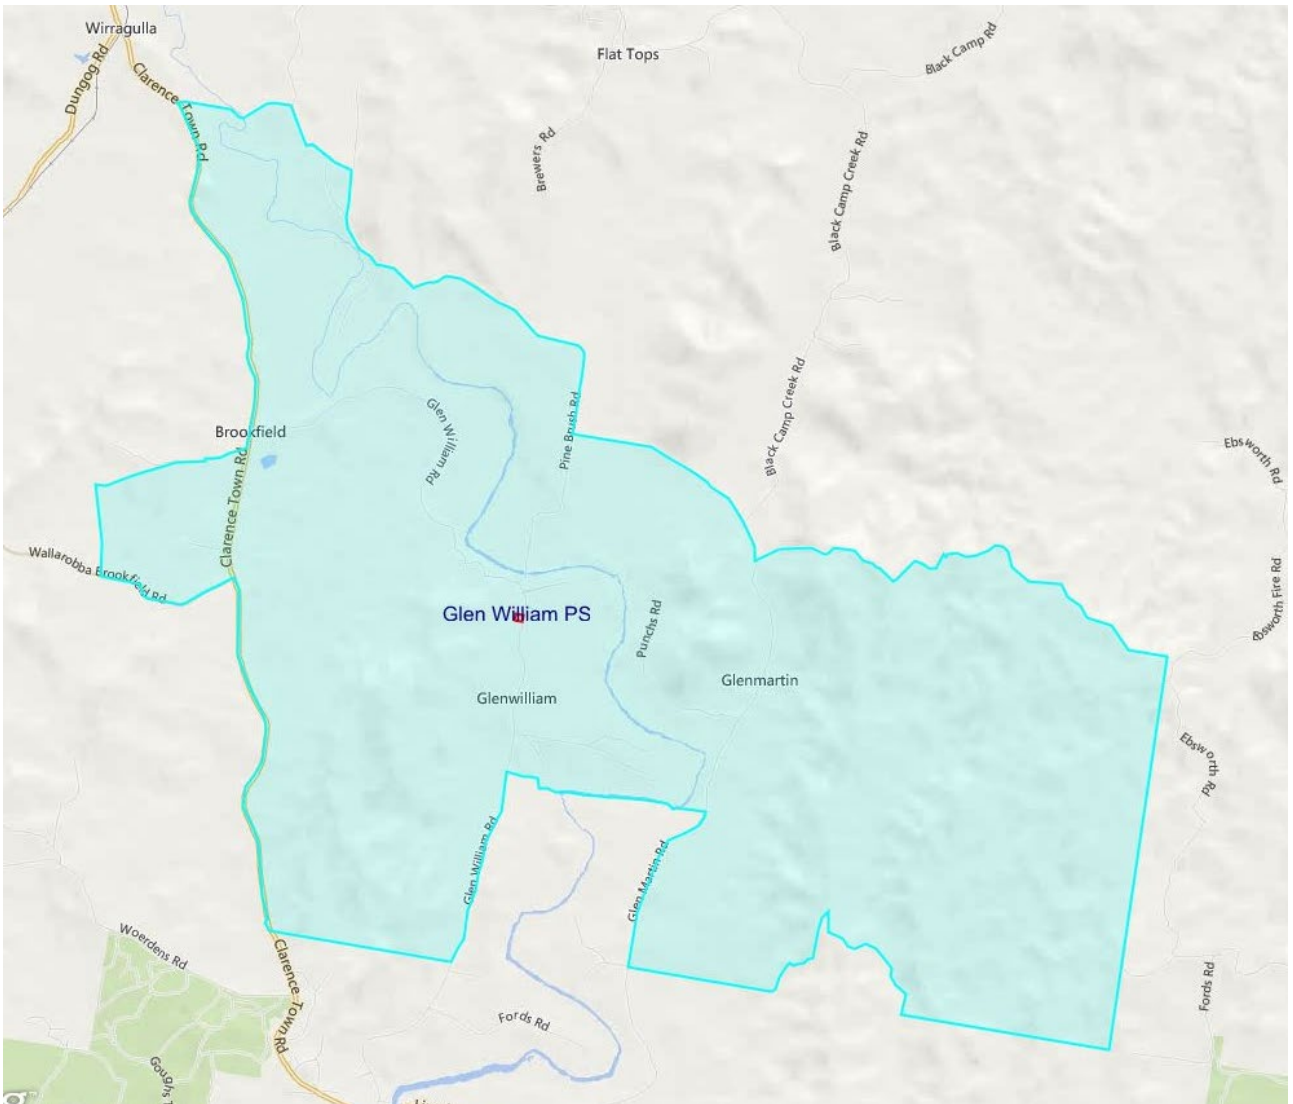 Wirragulla
Flat Tops
Black Camp Rd
Dungog Rd
Clarence Town Rd
Brewers Rd
Black Camp Creek Rd
Black Camp Creek Rd
Pine Brush Rd
Glen William Rd
Brookfield
Ebsworth Rd
Clarence Town Rd
Wallarobba Brookfield Rd
Ebsworth Fire Rd
Glen William PS
Punchs Rd
Glenmartin
Glenwilliam
Ebsworth Rd
Glen William Rd
Glen Martin Rd
Woerdens Rd
Clarence Town Rd
Fords Rd
Fords Rd
Goughs